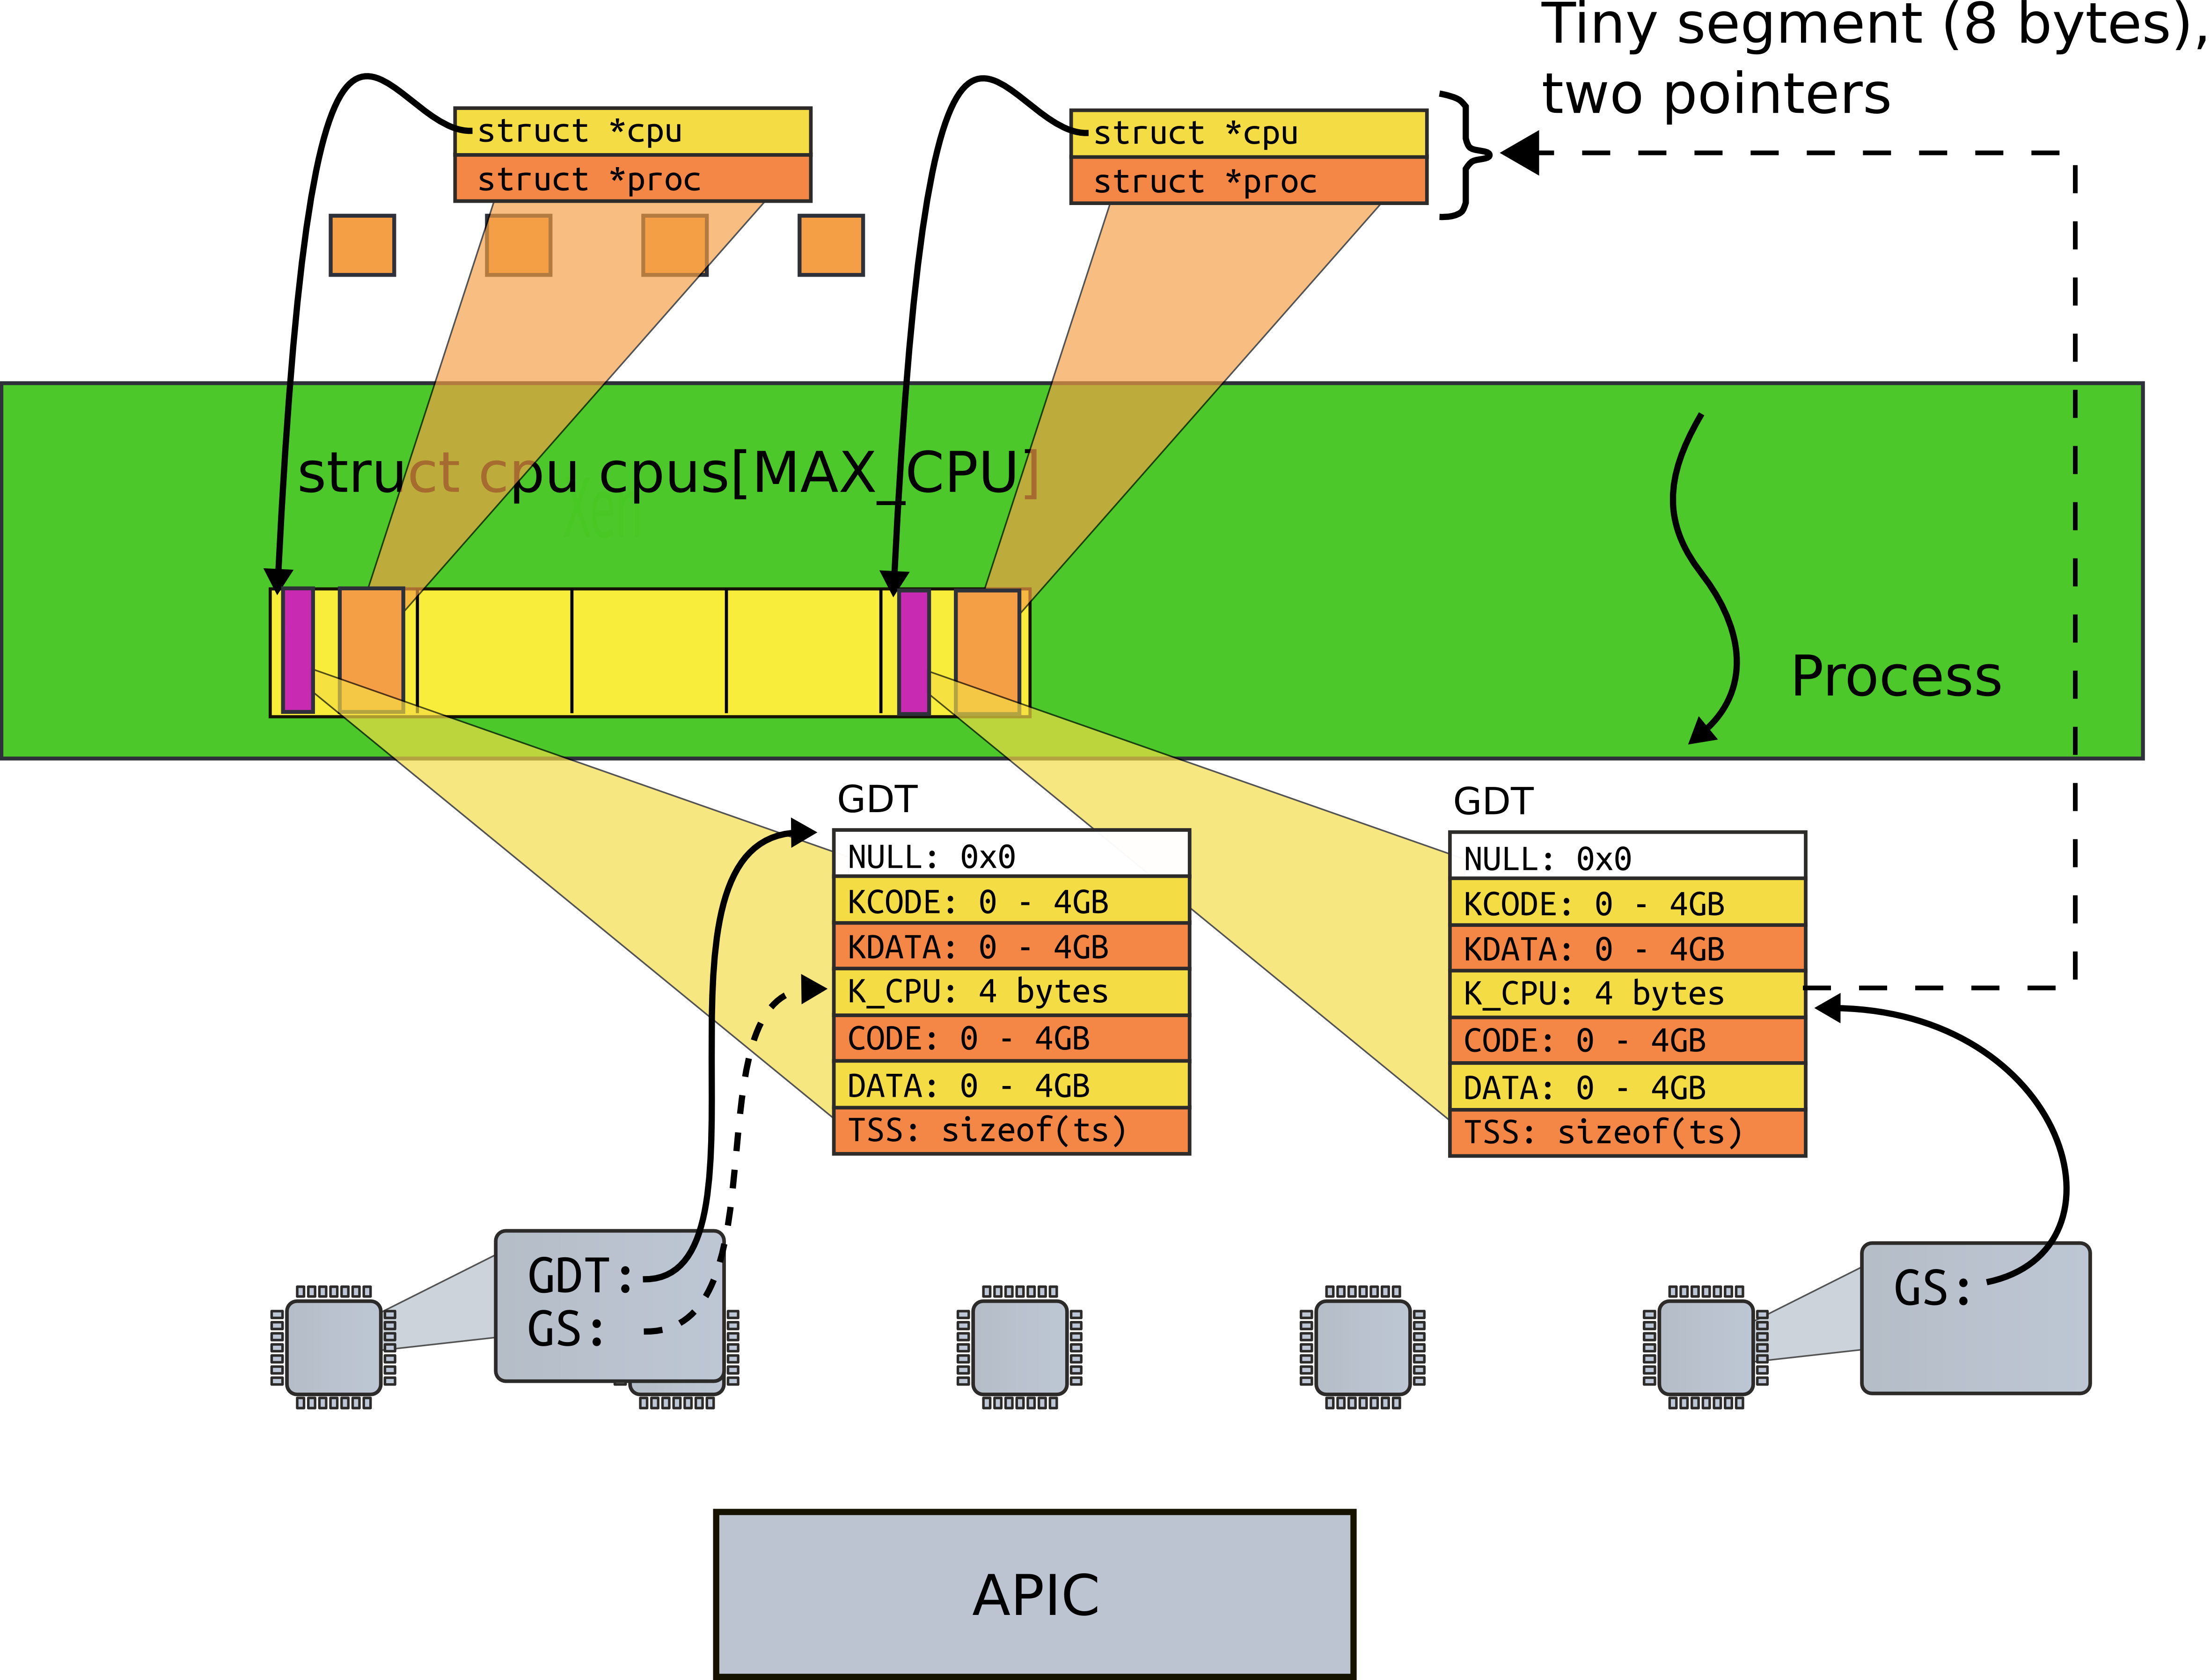 Tiny segment (8 bytes),
two pointers
struct *cpu
struct *proc
struct *cpu
struct *proc
struct cpu cpus[MAX_CPU]
Process
GDT
NULL: 0x0
KCODE: 0 - 4GB
KDATA: 0 - 4GB
K_CPU: 4 bytes
CODE: 0 - 4GB
DATA: 0 - 4GB
TSS: sizeof(ts)
GDT
NULL: 0x0
KCODE: 0 - 4GB
KDATA: 0 - 4GB
K_CPU: 4 bytes
CODE: 0 - 4GB
DATA: 0 - 4GB
TSS: sizeof(ts)
GDT:
GS:
GS:
APIC